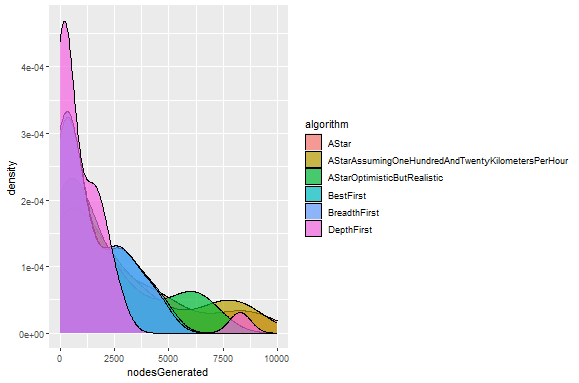 4e-04
3e-04
2e-04
1e-04
0e+00
density
0
2500
5000
7500
10000
nodesGenerated
algorithm
AStar
AStarAssumingOneHundredAndTwentyKilometersPerHour
AStarOptimisticButRealistic
BestFirst
BreadthFirst
DepthFirst